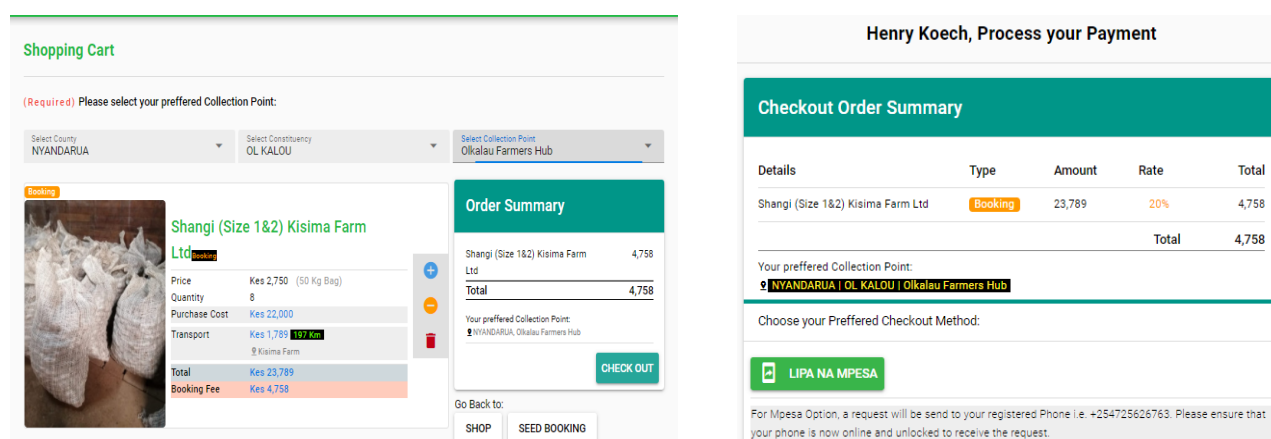 Shopping Cart
(Required) Please select your preffered Collection Point:
Select County
NYANDARUA
Select Constituency
OL KALOU
Select Collection Point
Olkalau Farmers Hub
Booking
Shangi (Size 1&2) Kisima Farm
Ltd Booking
Price Kes 2,750 (50 Kg Bag)
Quantity 8
Purchase Cost Kes 22,000
Transport Kes 1,789 197 Km
Kisima Farm
Total Kes 23,789
Booking Fee Kes 4,758
Order Summary
Shangi (Size 1&2) Kisima Farm 4,758
Ltd
Total 4,758
Your preffered Collection Point:
NYANDARUA, Olkalau Farmers Hub
CHECK OUT
Go Back to:
SHOP SEED BOOKING
Henry Koech, Process your Payment
Checkout Order Summary
Details Type Amount Rate Total
Shangi (Size 1&2) Kisima Farm Ltd Booking 23,789 20% 4,758
Total 4,758
Your preffered Collection Point:
NYANDARUA | OL KALOU | Olkalau Farmers Hub
Choose your Preffered Checkout Method:
LIPA NA MPESA
For Mpesa Option, a request will be send to your registered Phone i.e. +254725626763. Please ensure that
your phone is now online and unlocked to receive the request.